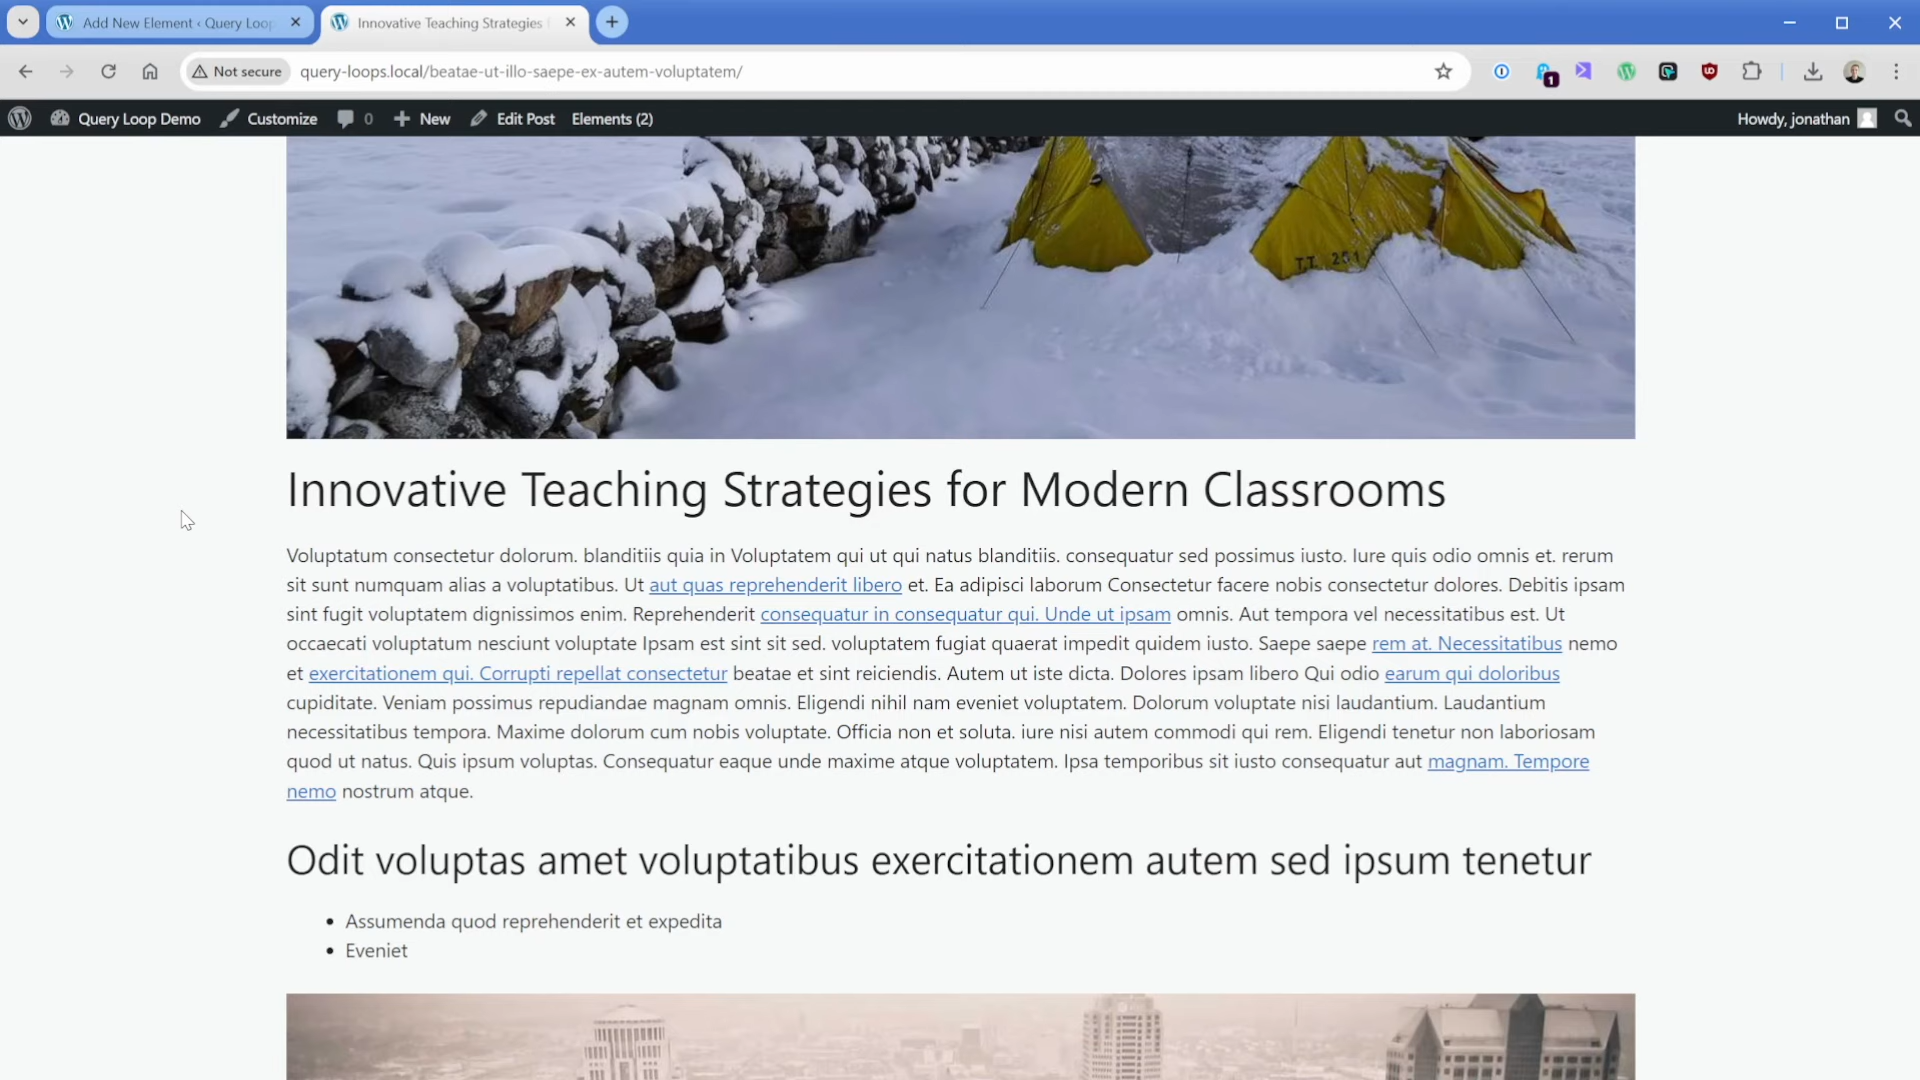 Add New Element ‹ Query Loop
Innovative Teaching Strategies f
Not secure
query-loops.local/beatae-ut-illo-saepe-ex-autem-voluptatem/
1
Query Loop Demo
Customize
0
New
Edit Post
Elements (2)
Howdy, jonathan
T.T. 251
Innovative Teaching Strategies for Modern Classrooms
Voluptatum consectetur dolorum. blanditiis quia in Voluptatem qui ut qui natus blanditiis. consequatur sed possimus iusto. Iure quis odio omnis et. rerum
sit sunt numquam alias a voluptatibus. Ut aut quas reprehenderit libero et. Ea adipisci laborum Consectetur facere nobis consectetur dolores. Debitis ipsam
sint fugit voluptatem dignissimos enim. Reprehenderit consequatur in consequatur qui. Unde ut ipsam omnis. Aut tempora vel necessitatibus est. Ut
occaecati voluptatum nesciunt voluptate Ipsam est sint sit sed. voluptatem fugiat quaerat impedit quidem iusto. Saepe saepe rem at. Necessitatibus nemo
et exercitationem qui. Corrupti repellat consectetur beatae et sint reiciendis. Autem ut iste dicta. Dolores ipsam libero Qui odio earum qui doloribus
cupiditate. Veniam possimus repudiandae magnam omnis. Eligendi nihil nam eveniet voluptatem. Dolorum voluptate nisi laudantium. Laudantium
necessitatibus tempora. Maxime dolorum cum nobis voluptate. Officia non et soluta. iure nisi autem commodi qui rem. Eligendi tenetur non laboriosam
quod ut natus. Quis ipsum voluptas. Consequatur eaque unde maxime atque voluptatem. Ipsa temporibus sit iusto consequatur aut magnam. Tempore
nemo nostrum atque.
Odit voluptas amet voluptatibus exercitationem autem sed ipsum tenetur
• Assumenda quod reprehenderit et expedita
• Eveniet